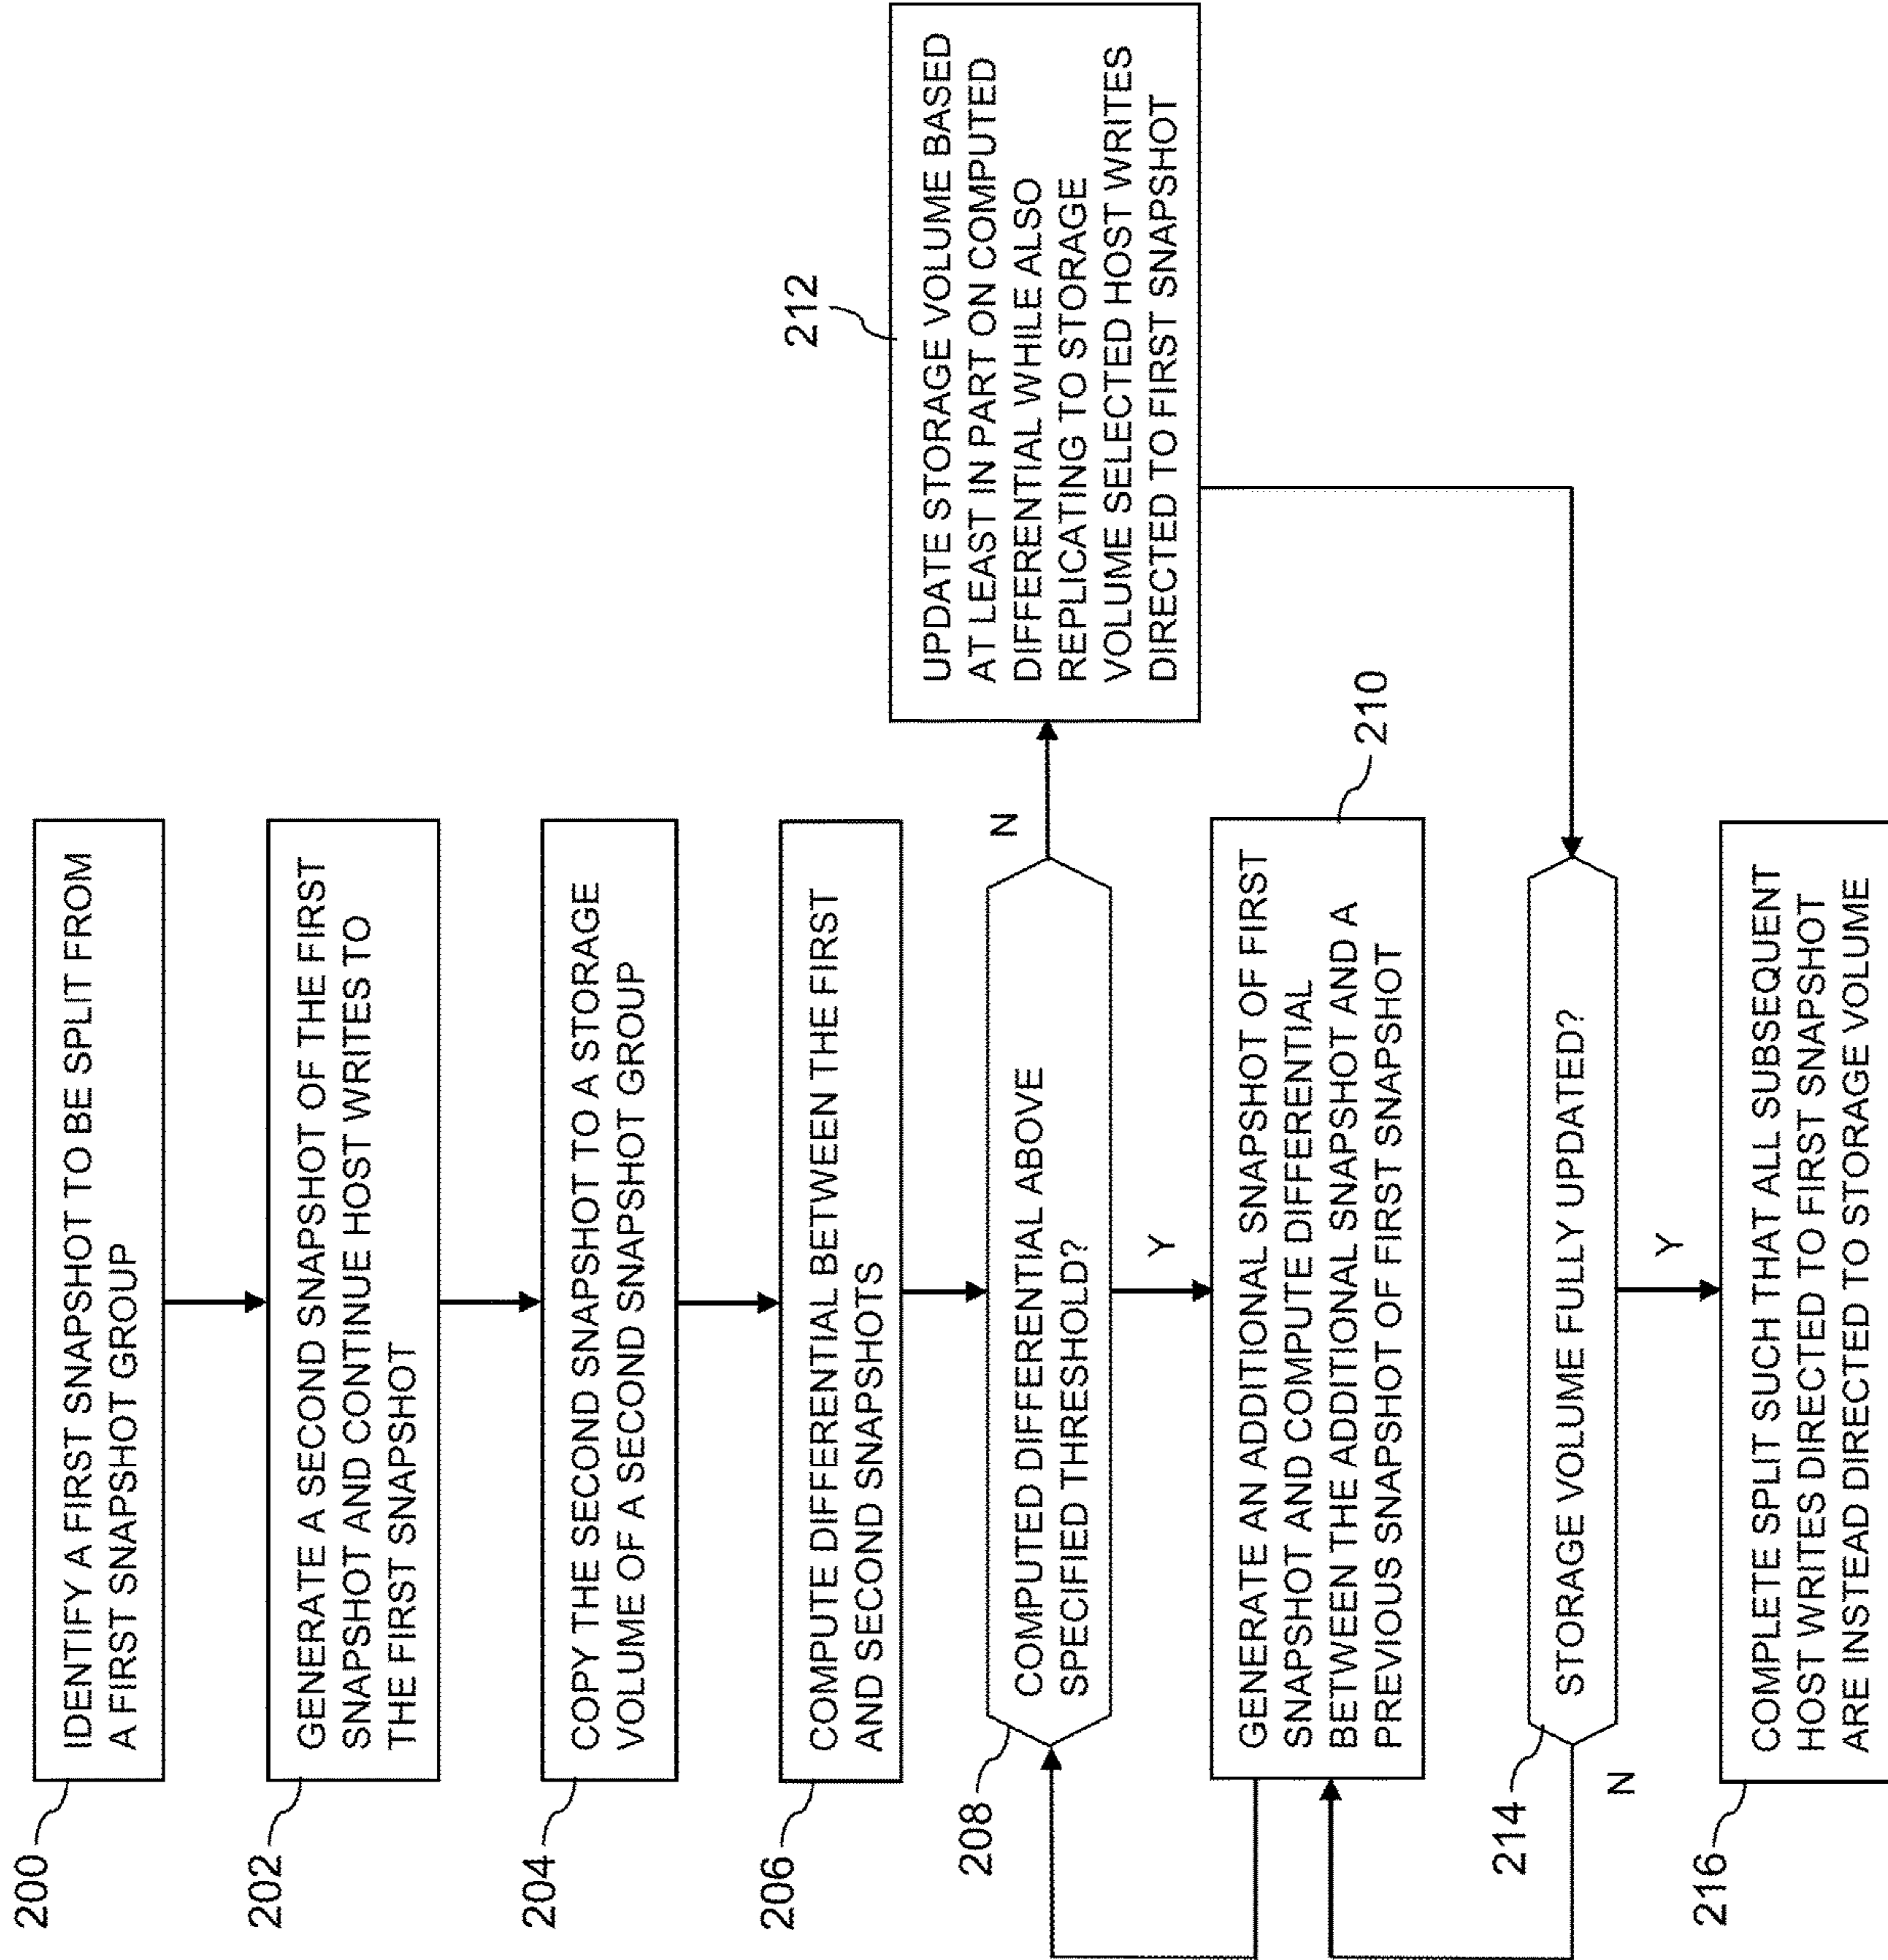 200
IDENTIFY A FIRST SNAPSHOT TO BE SPLIT FROM
A FIRST SNAPSHOT GROUP
202
GENERATE A SECOND SNAPSHOT OF THE FIRST
SNAPSHOT AND CONTINUE HOST WRITES TO
THE FIRST SNAPSHOT
204
COPY THE SECOND SNAPSHOT TO A STORAGE
VOLUME OF A SECOND SNAPSHOT GROUP
206
COMPUTE DIFFERENTIAL BETWEEN THE FIRST
AND SECOND SNAPSHOTS
208
COMPUTED DIFFERENTIAL ABOVE
SPECIFIED THRESHOLD?
N
212
UPDATE STORAGE VOLUME BASED
AT LEAST IN PART ON COMPUTED
DIFFERENTIAL WHILE ALSO
REPLICATING TO STORAGE
VOLUME SELECTED HOST WRITES
DIRECTED TO FIRST SNAPSHOT
Y
210
GENERATE AN ADDITIONAL SNAPSHOT OF FIRST
SNAPSHOT AND COMPUTE DIFFERENTIAL
BETWEEN THE ADDITIONAL SNAPSHOT AND A
PREVIOUS SNAPSHOT OF FIRST SNAPSHOT
214
STORAGE VOLUME FULLY UPDATED?
N
Y
216
COMPLETE SPLIT SUCH THAT ALL SUBSEQUENT
HOST WRITES DIRECTED TO FIRST SNAPSHOT
ARE INSTEAD DIRECTED TO STORAGE VOLUME